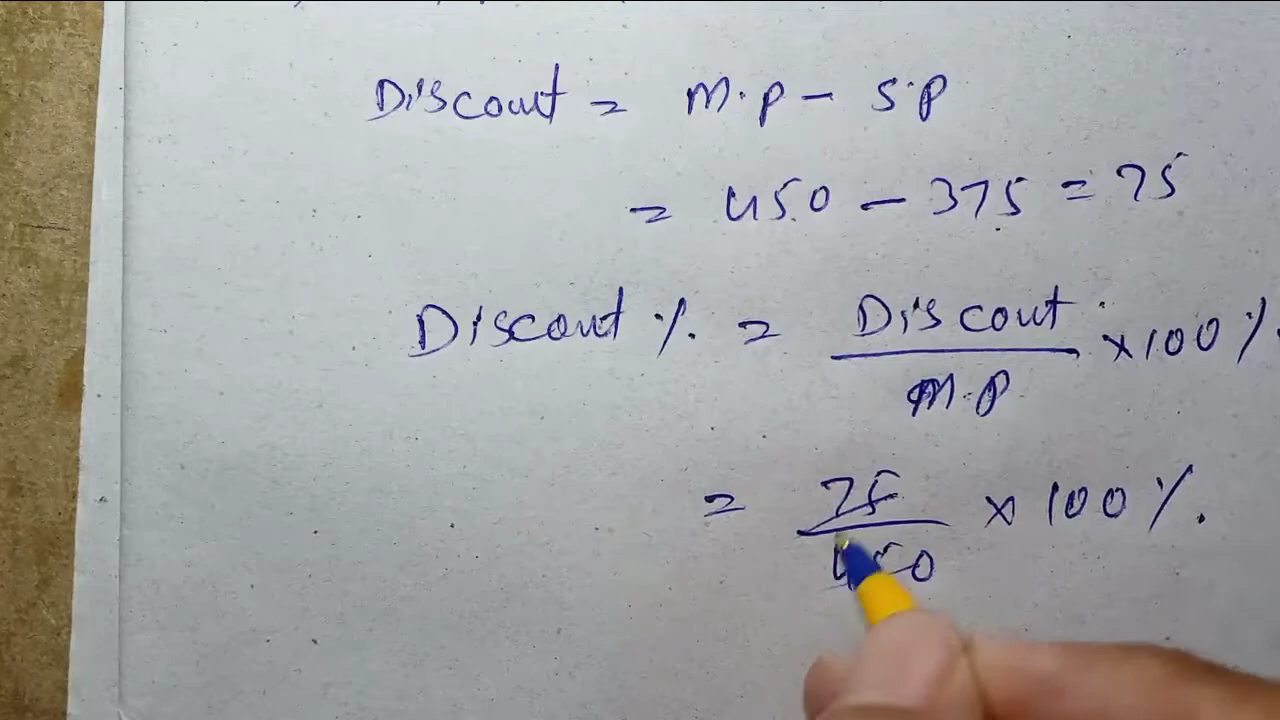 Discout = M.P - S.P
= 450 - 375 = 75
Discout % = Discout / M.P × 100 %
= 75 / 450 × 100 %.